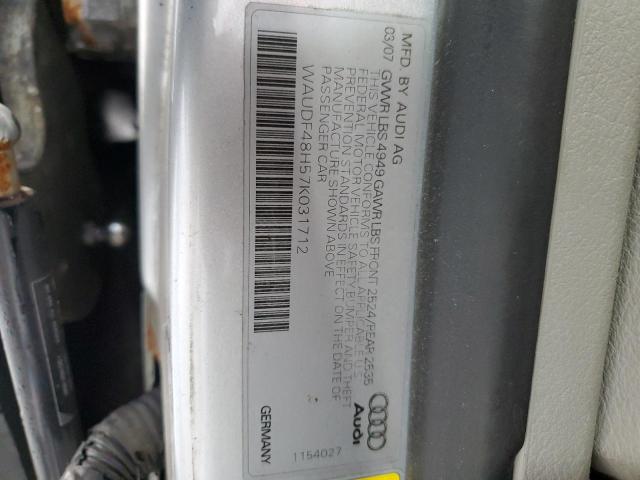 MFD. BY AUDI AG
03/07 GVWR LBS 4949 GAWR LBS FRONT 2524/REAR 2535
THIS VEHICLE CONFORMS TO ALL APPLICABLE U.S.
FEDERAL MOTOR VEHICLE SAFETY BUMPER AND THEFT
PREVENTION STANDARDS IN EFFECT ON THE DATE OF
MANUFACTURE SHOWN ABOVE
PASSENGER CAR
WAUDF48H57K031712
Audi
GERMANY
1154027